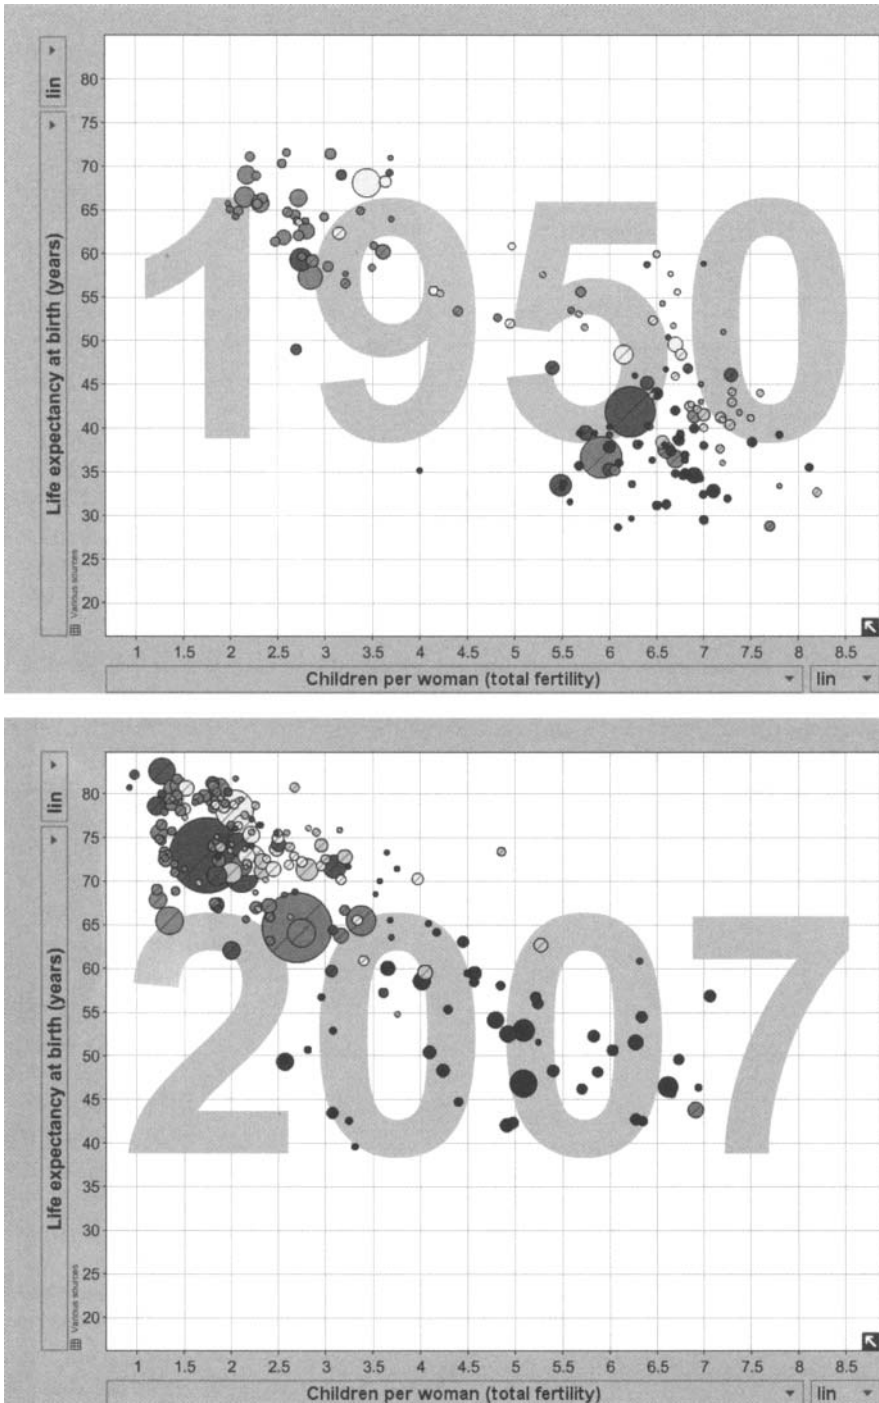 lin
Life expectancy at birth (years)
Various sources
80
75
70
65
60
55
50
45
40
35
30
25
20
1950
1 1.5 2 2.5 3 3.5 4 4.5 5 5.5 6 6.5 7 7.5 8 8.5
Children per woman (total fertility) lin
lin
Life expectancy at birth (years)
Various sources
80
75
70
65
60
55
50
45
40
35
30
25
20
2007
1 1.5 2 2.5 3 3.5 4 4.5 5 5.5 6 6.5 7 7.5 8 8.5
Children per woman (total fertility) lin